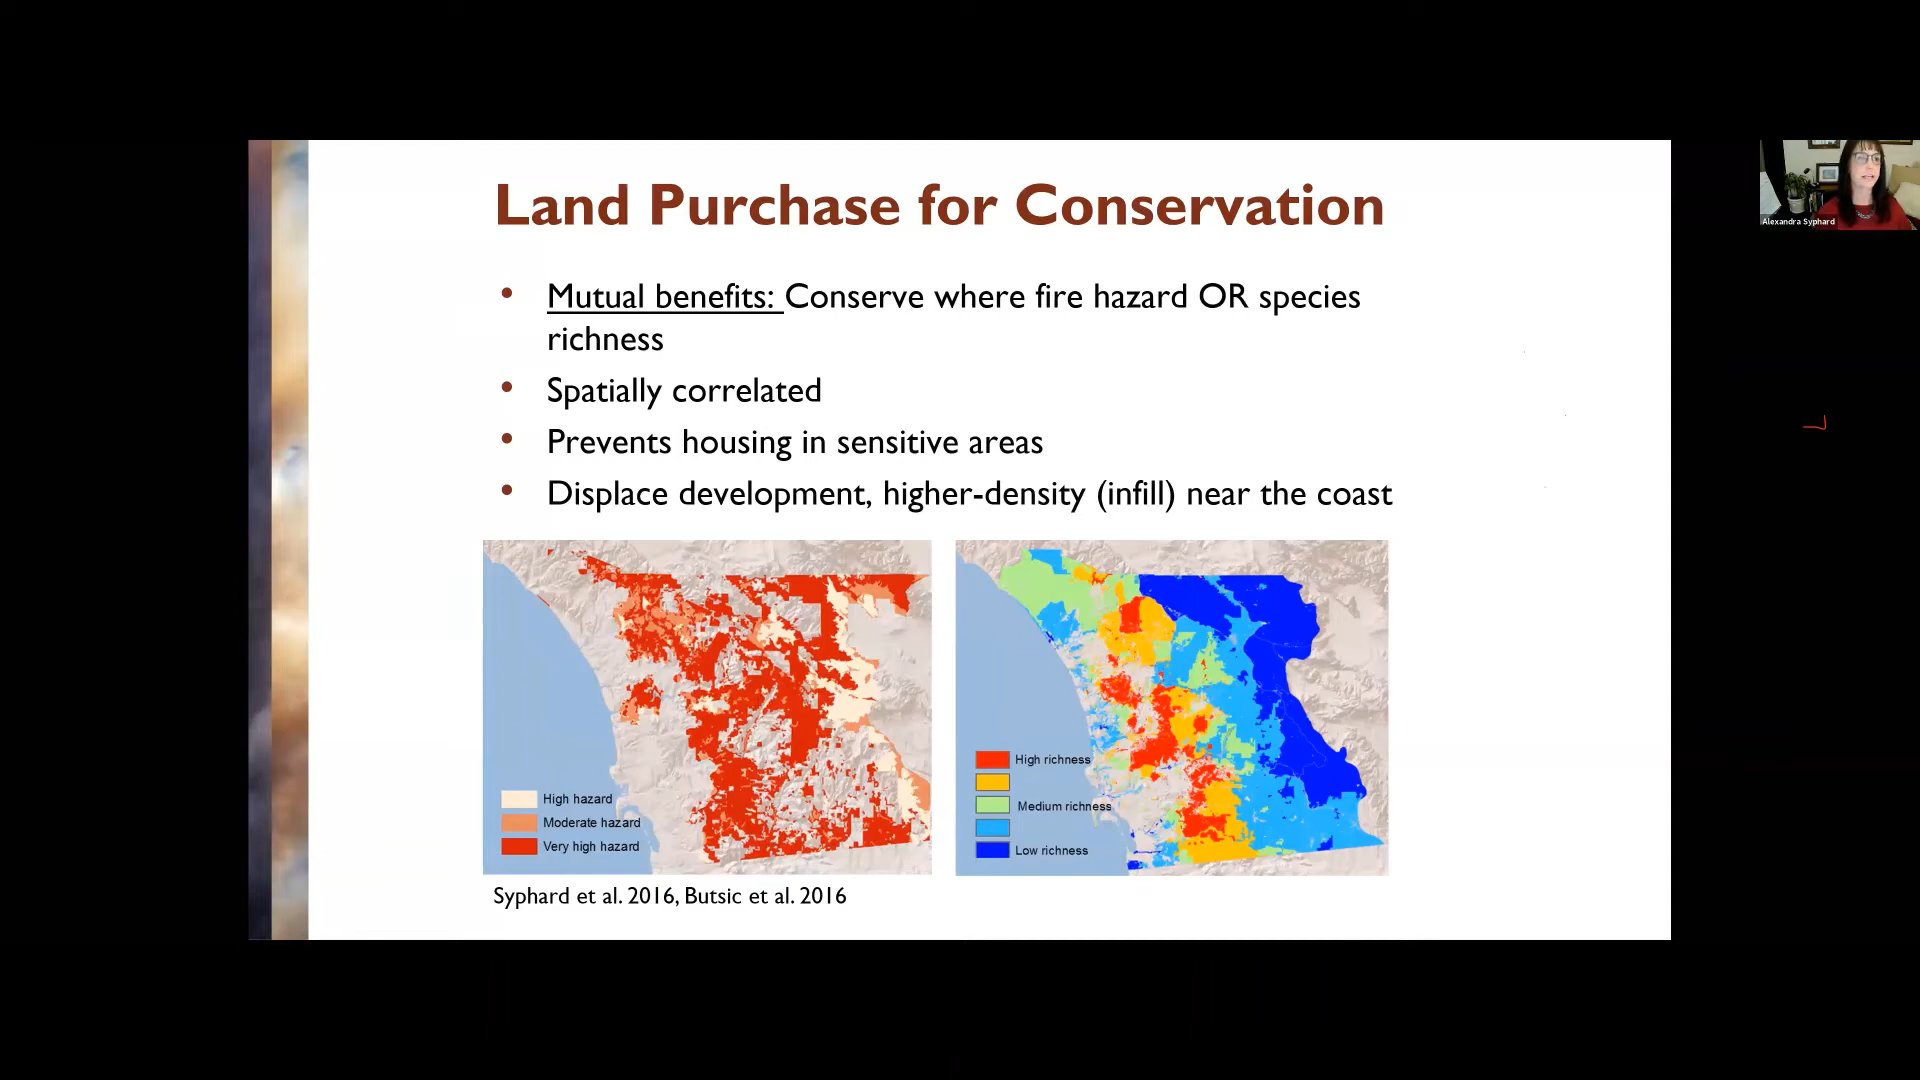 Land Purchase for Conservation
• Mutual benefits: Conserve where fire hazard OR species
richness
• Spatially correlated
• Prevents housing in sensitive areas
• Displace development, higher-density (infill) near the coast
High hazard
Moderate hazard
Very high hazard
High richness
Medium richness
Low richness
Syphard et al. 2016, Butsic et al. 2016
Alexandra Syphard